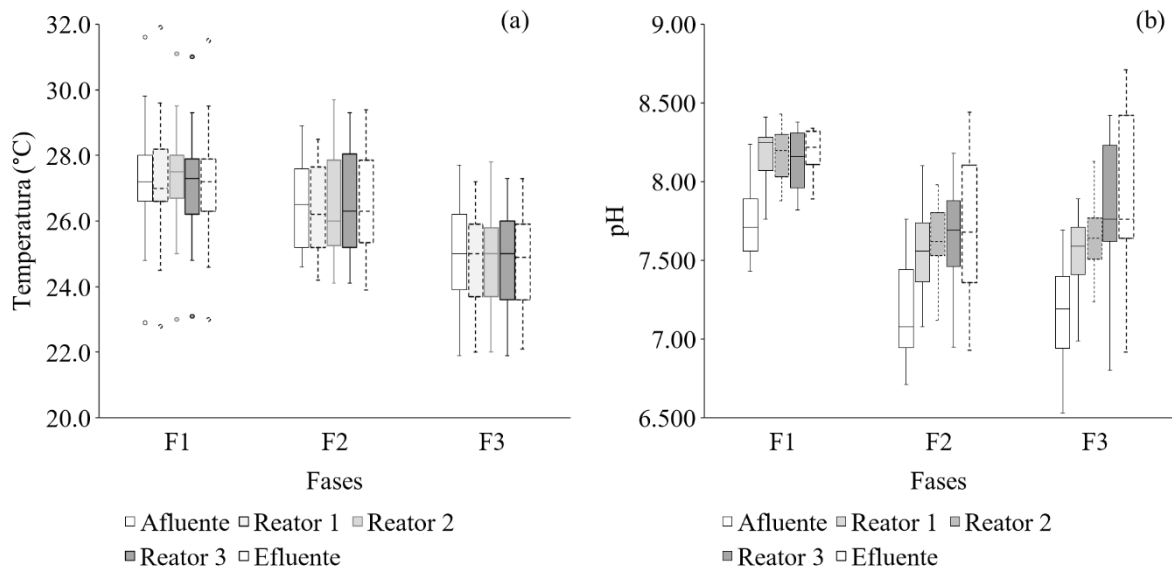 (a)
Temperatura (°C)
32.0
30.0
28.0
26.0
24.0
22.0
20.0
F1 F2 F3
Fases
Afluente Reator 1 Reator 2
Reator 3 Efluente
(b)
pH
9.00
8.500
8.00
7.500
7.00
6.500
F1 F2 F3
Fases
Afluente Reator 1 Reator 2
Reator 3 Efluente